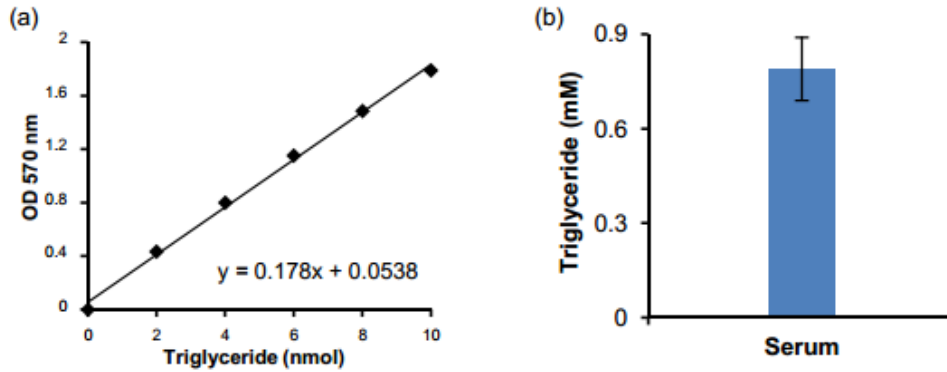 (a)
2
1.6
1.2
0.8
0.4
0
OD 570 nm
y = 0.178x + 0.0538
0 2 4 6 8 10
Triglyceride (nmol)
(b)
0.9
0.6
0.3
0
Triglyceride (mM)
Serum